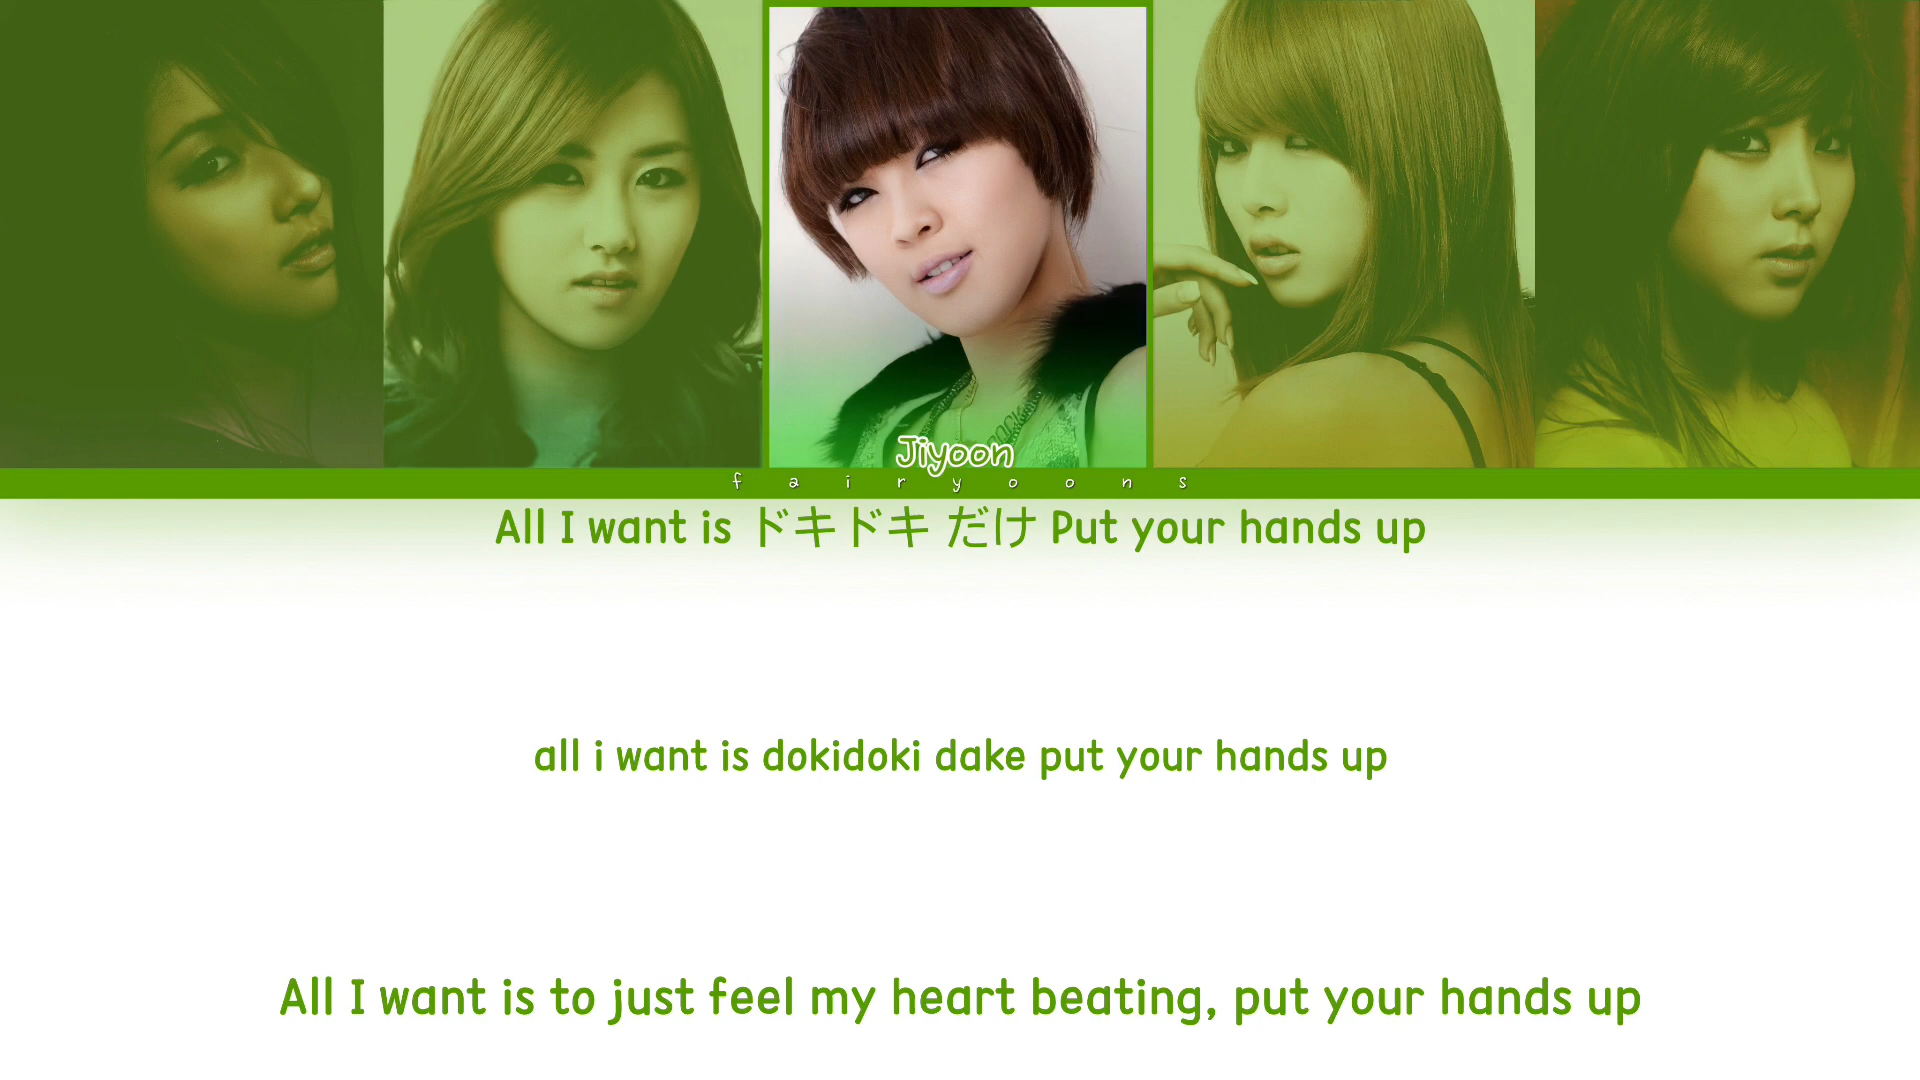 Jiyoon
fairyoons
All I want is ドキドキ だけ Put your hands up
all i want is dokidoki dake put your hands up
All I want is to just feel my heart beating, put your hands up